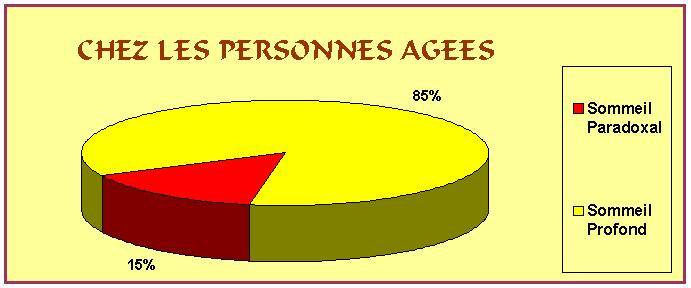 CHEZ LES PERSONNES AGEES
85%
Sommeil
Paradoxal
Sommeil
Profond
15%